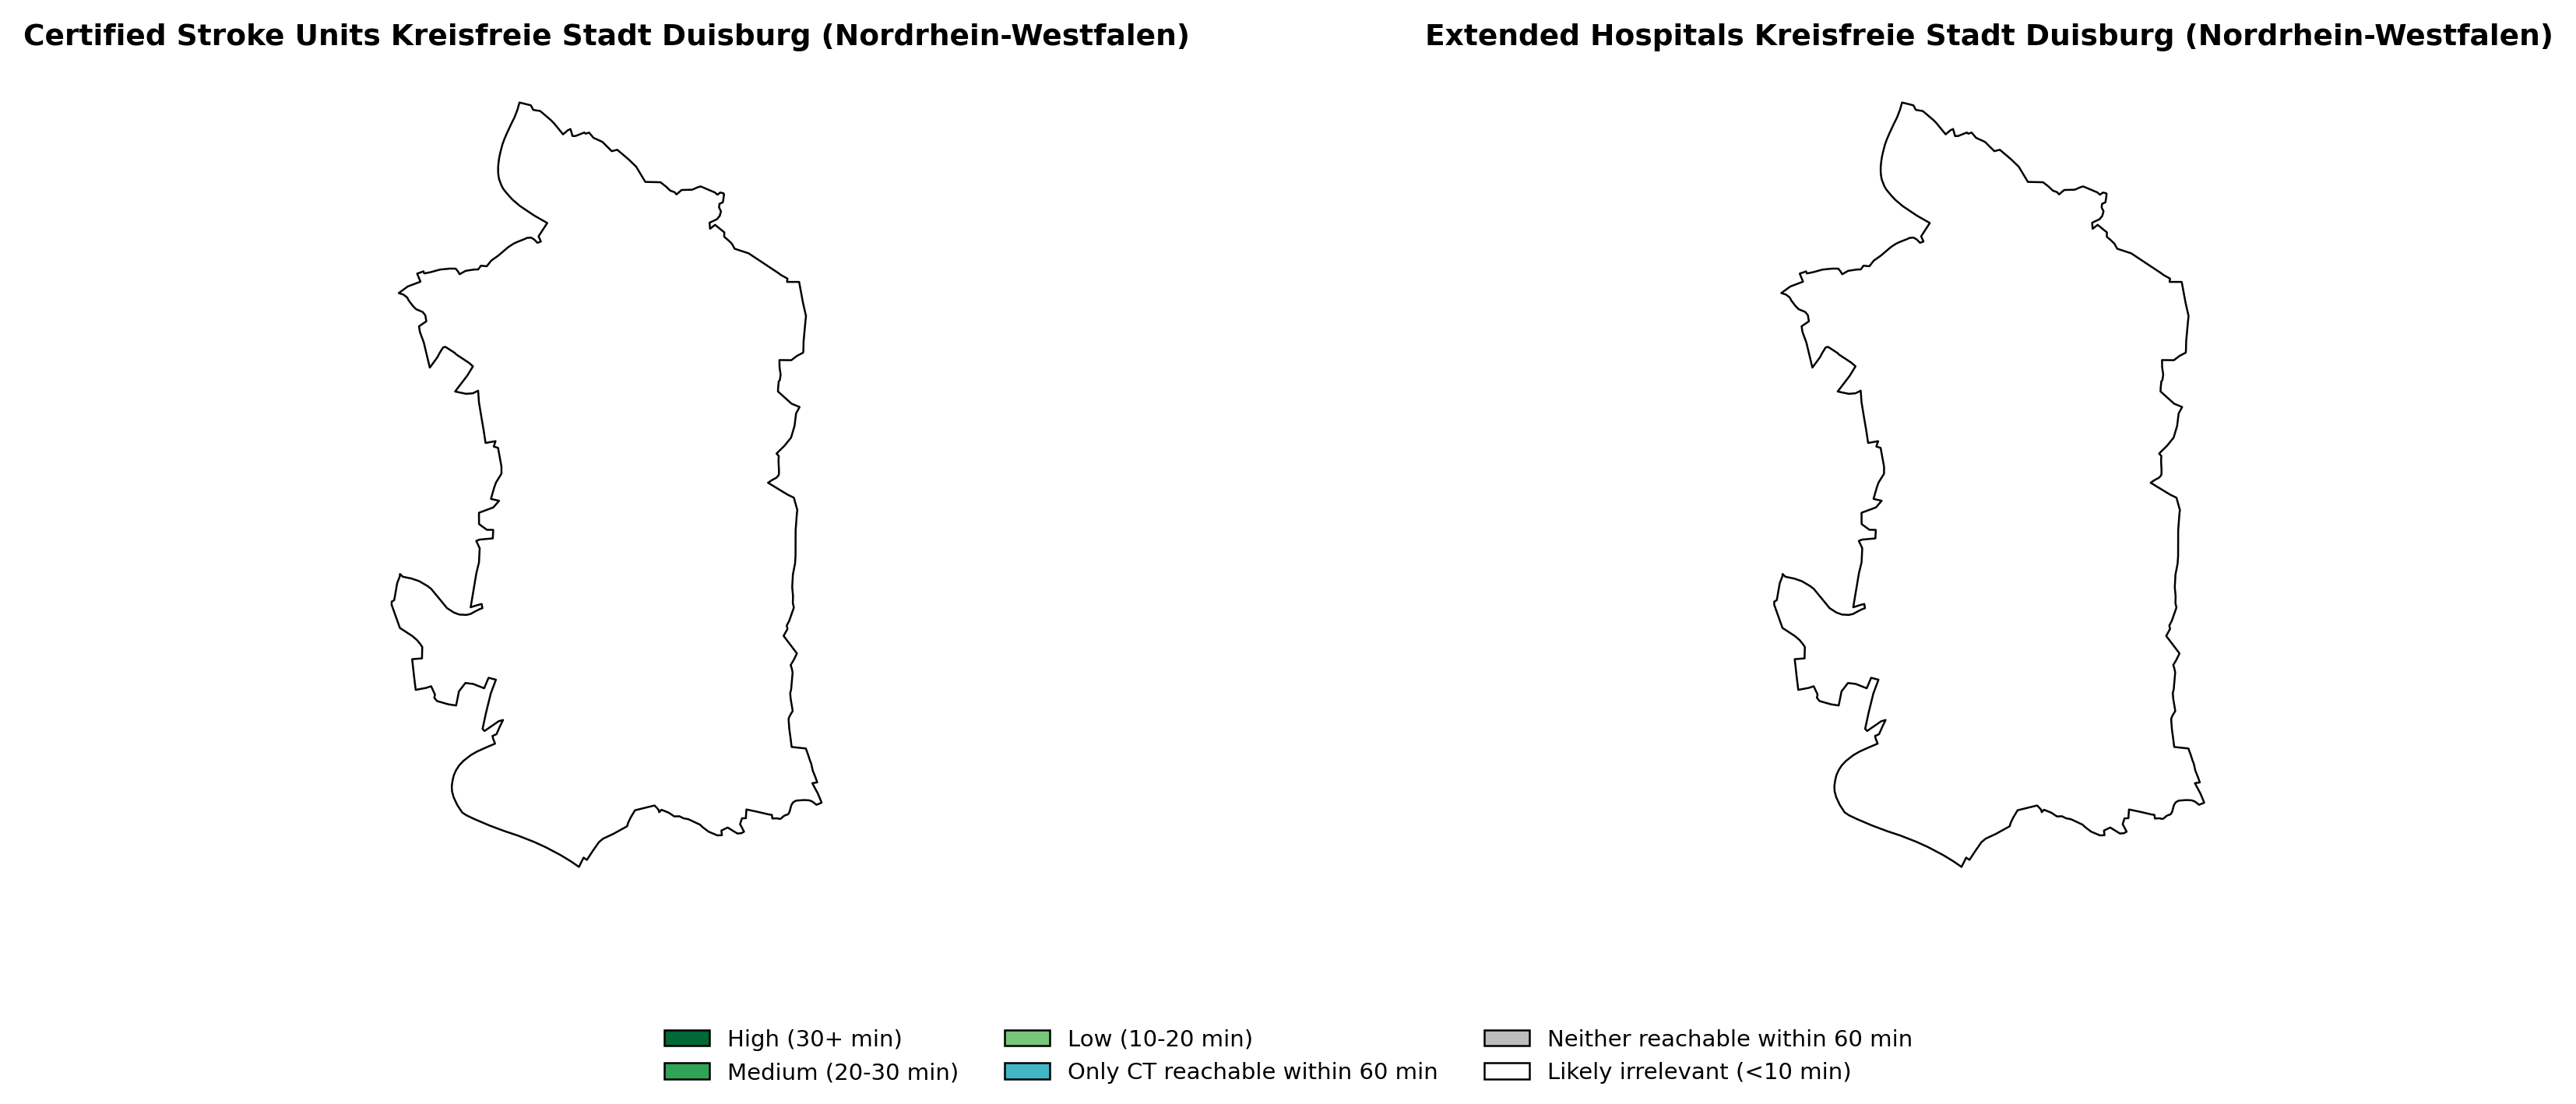 Certified Stroke Units Kreisfreie Stadt Duisburg (Nordrhein-Westfalen)
Extended Hospitals Kreisfreie Stadt Duisburg (Nordrhein-Westfalen)
High (30+ min)
Medium (20-30 min)
Low (10-20 min)
Only CT reachable within 60 min
Neither reachable within 60 min
Likely irrelevant (<10 min)